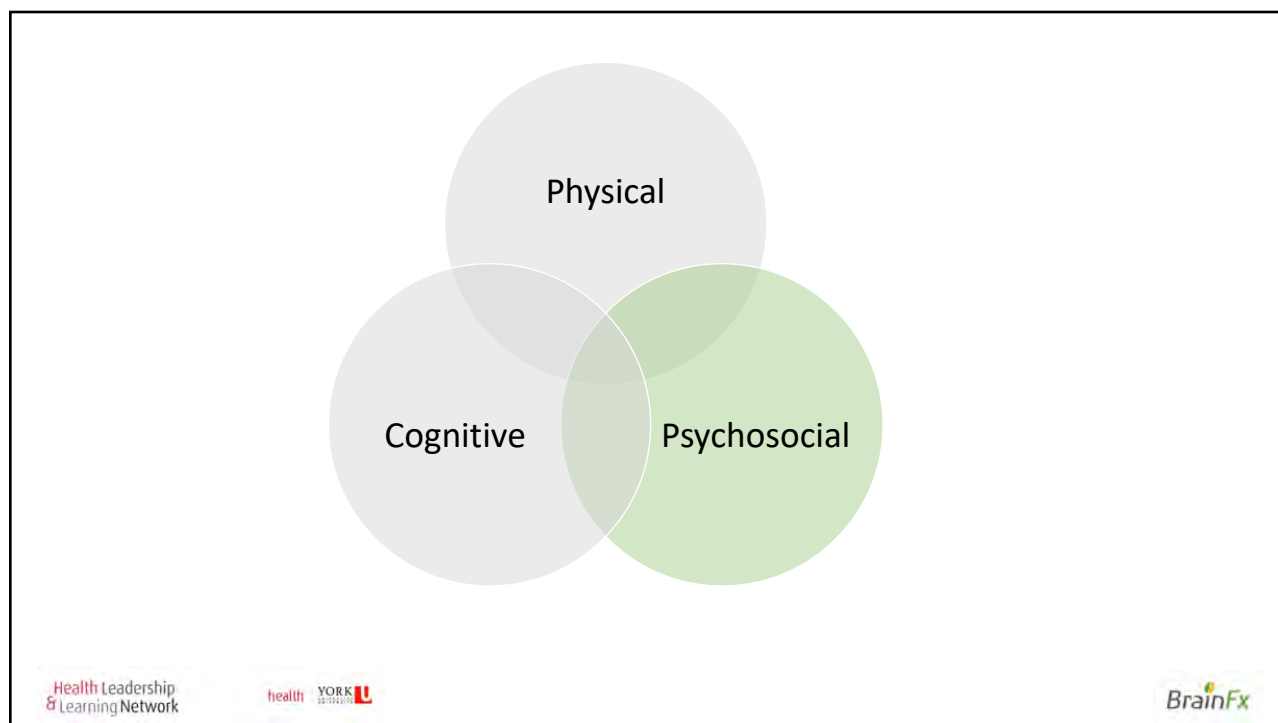 Physical
Cognitive
Psychosocial
Health Leadership
& Learning Network
health YORK U
BrainFx